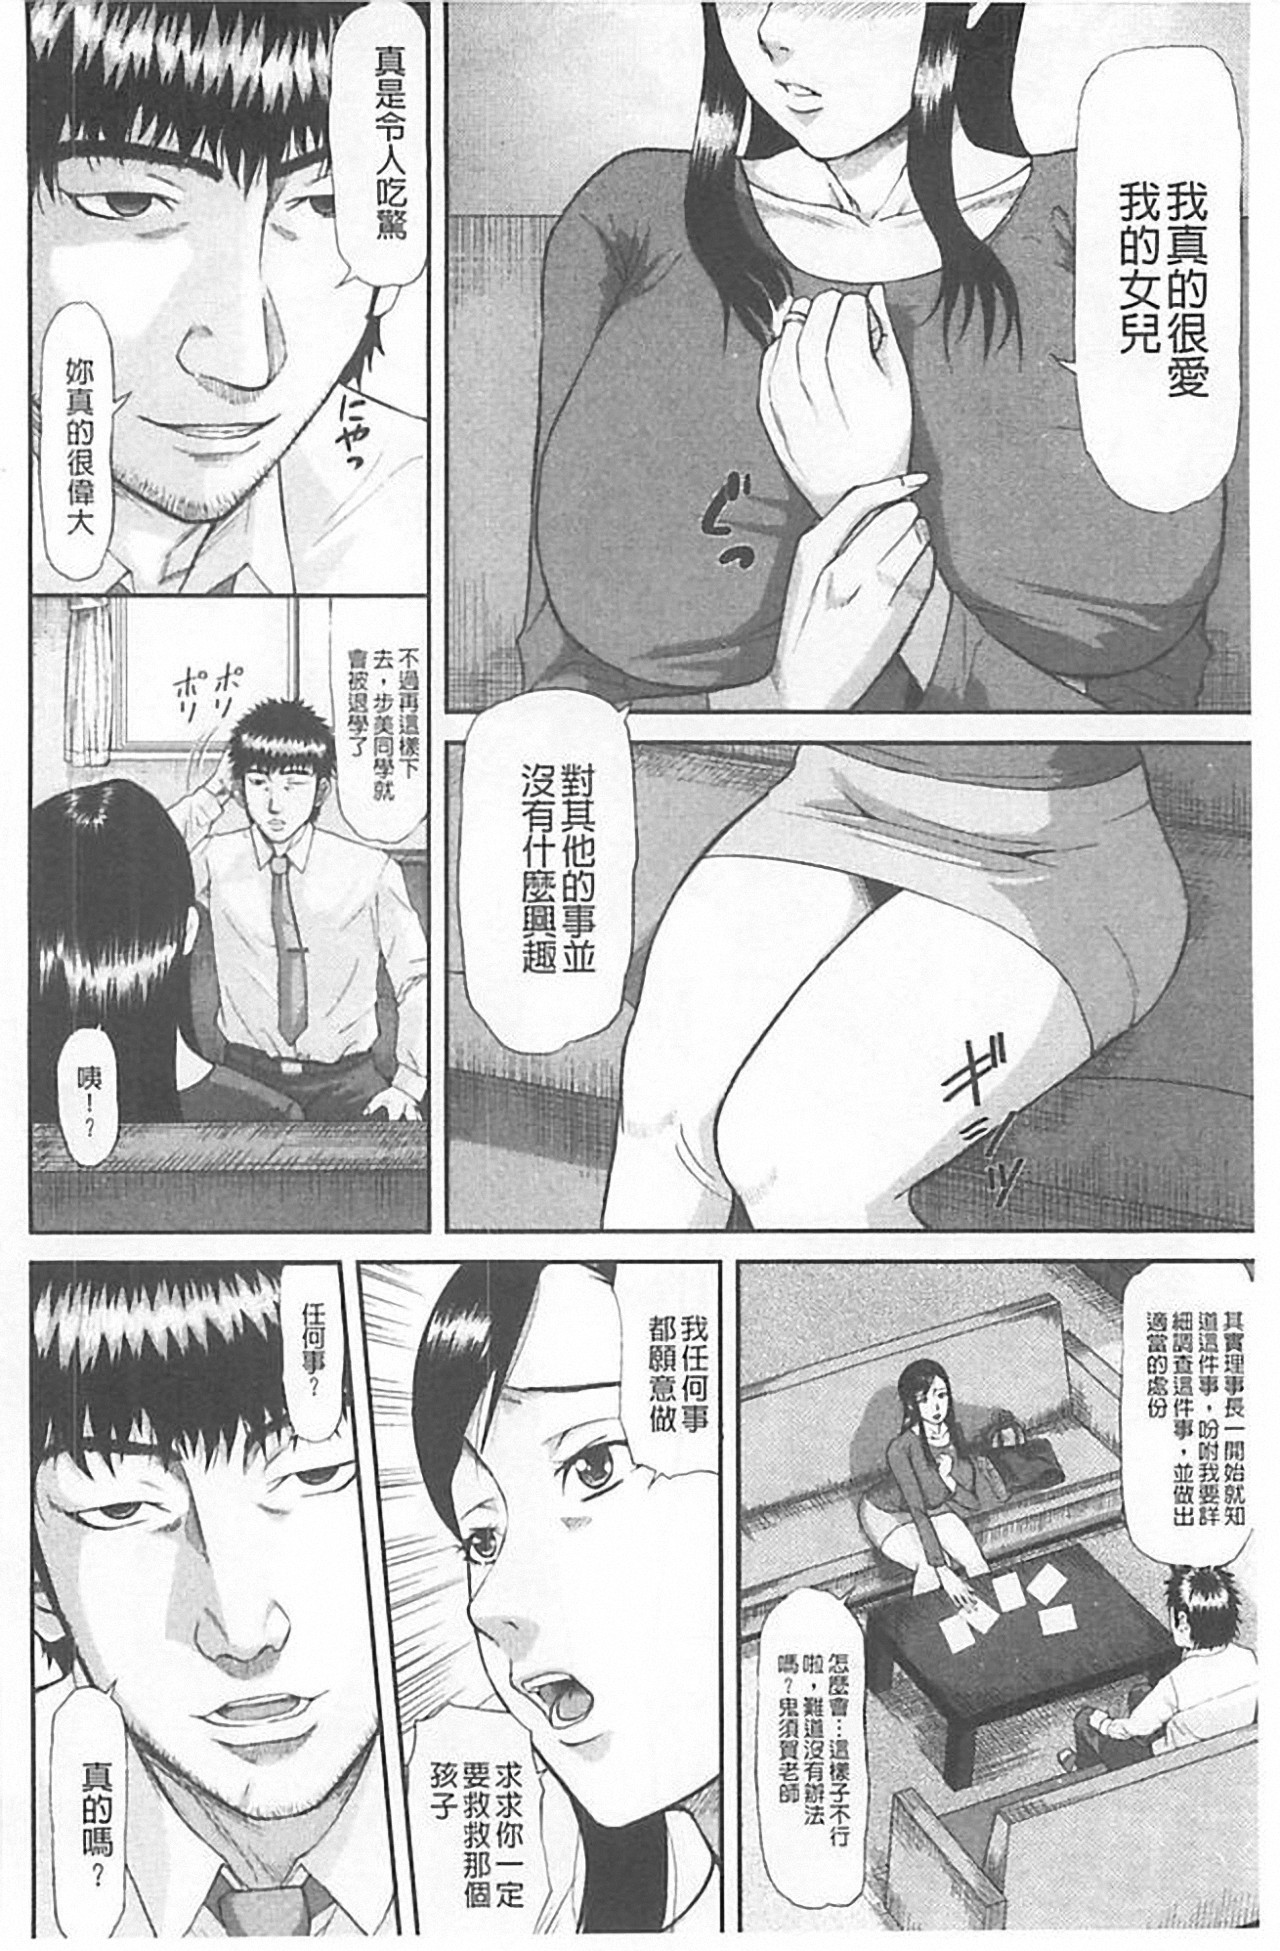 我真的很愛
我的女兒
ぐっ
對其他的事並
沒有什麼興趣
ギッ
真是令人吃驚
にやっ
妳真的很偉大
不過再這樣下
去，步美同學就
會被退學了
ポリ
ポリ
咦！？
其實理事長一開始就知
道這件事，吩咐我要詳
細調查這件事，並做出
適當的處份
怎麼會…這樣子不行
啦，難道沒有辦法
嗎？鬼須賀老師
我任何事
都願意做
求求你一定
要救救那個
孩子
任何事？
真的嗎？